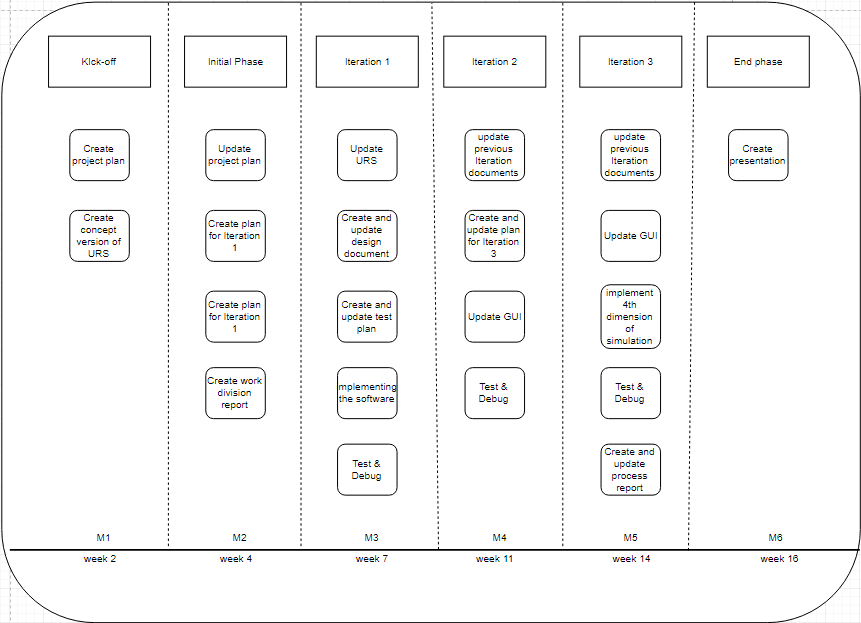 KIck-off
Initial Phase
Iteration 1
Iteration 2
Iteration 3
End phase
Create
project plan
Update
project plan
Update
URS
update
previous
Iteration
documents
update
previous
Iteration
documents
Create
presentation
Create
concept
version of
URS
Create plan
for Iteration
1
Create and
update
design
document
Create and
update plan
for Iteration
3
Update GUI
Create plan
for Iteration
1
Create and
update test
plan
Update GUI
implement
4th
dimension
of
simulation
Create work
division
report
mplementing
the software
Test &
Debug
Test &
Debug
Test &
Debug
Create and
update
process
report
M1
M2
M3
M4
M5
M6
week 2
week 4
week 7
week 11
week 14
week 16